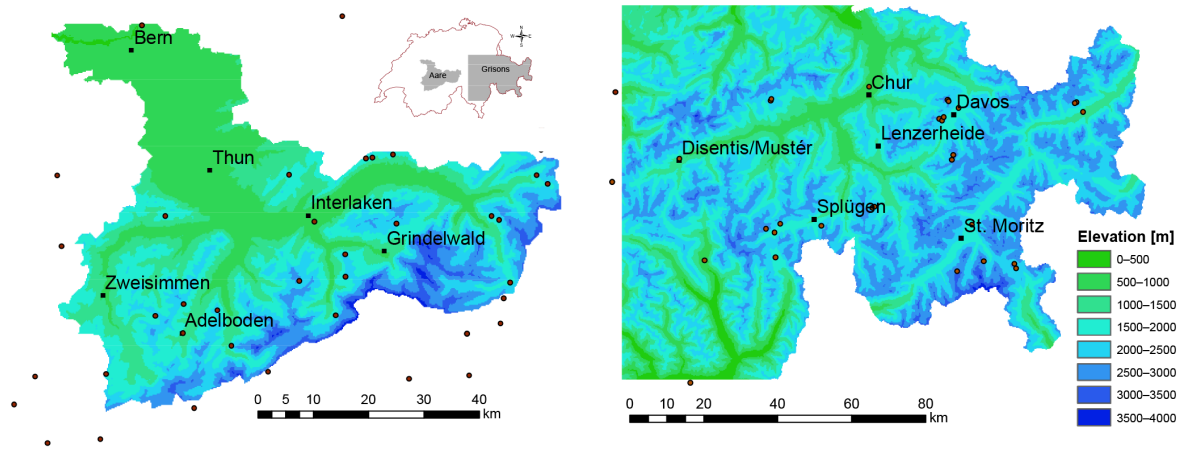 Bern
Thun
Interlaken
Grindelwald
Zweisimmen
Adelboden
0 5 10 20 30 40
km
Aare
Grisons
N
W E
S
Chur
Davos
Lenzerheide
Disentis/Mustér
Splügen
St. Moritz
0 10 20 40 60 80
km
Elevation [m]
0–500
500–1000
1000–1500
1500–2000
2000–2500
2500–3000
3000–3500
3500–4000